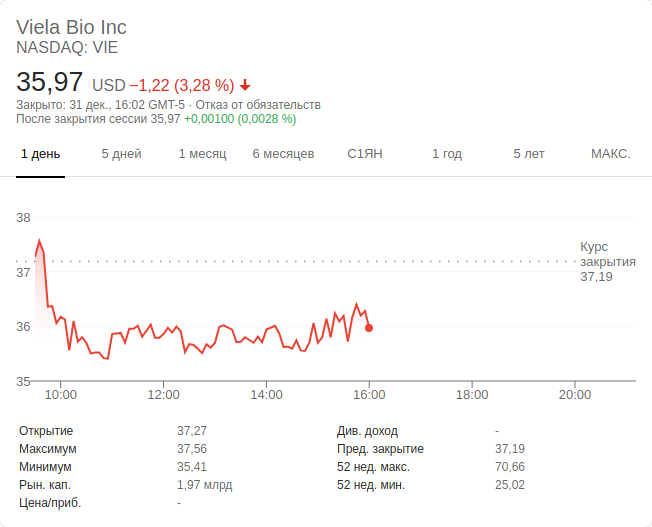 Viela Bio Inc
NASDAQ: VIE
35,97 USD −1,22 (3,28 %)
Закрыто: 31 дек., 16:02 GMT-5 · Отказ от обязательств
После закрытия сессии 35,97 +0,00100 (0,0028 %)
1 день 5 дней 1 месяц 6 месяцев С1ЯН 1 год 5 лет МАКС.
38
Курс
закрытия
37,19
37
36
35
10:00 12:00 14:00 16:00 18:00 20:00
Открытие 37,27 Див. доход -
Максимум 37,56 Пред. закрытие 37,19
Минимум 35,41 52 нед. макс. 70,66
Рын. кап. 1,97 млрд 52 нед. мин. 25,02
Цена/приб. -